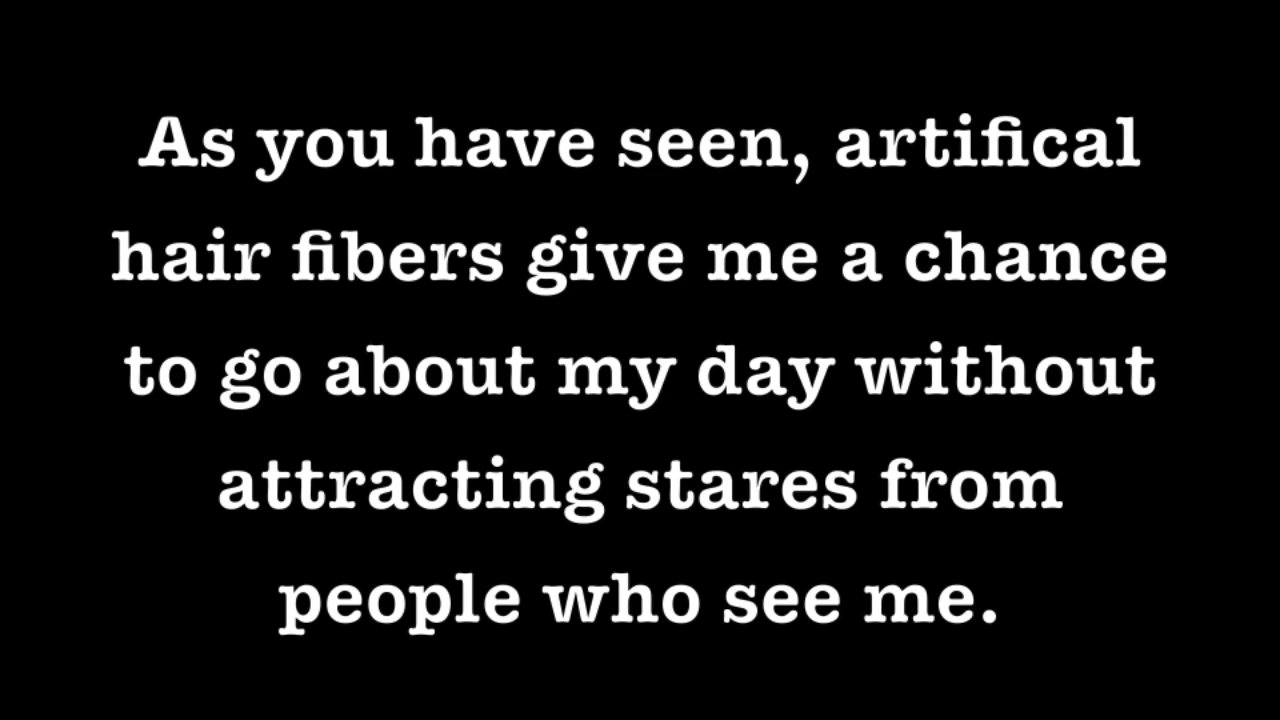 As you have seen, artifical
hair fibers give me a chance
to go about my day without
attracting stares from
people who see me.